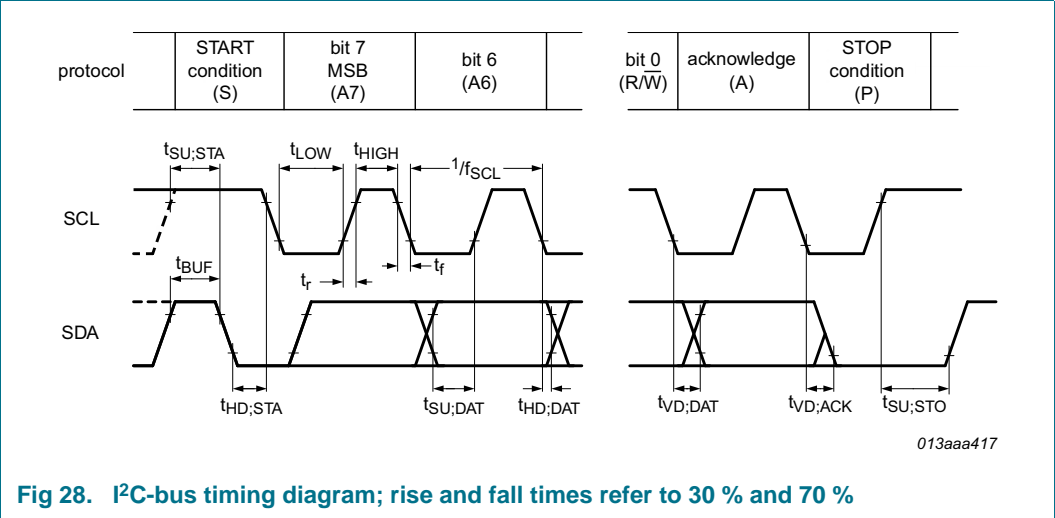 protocol
START
condition
(S)
bit 7
MSB
(A7)
bit 6
(A6)
bit 0
(R/W̅)
acknowledge
(A)
STOP
condition
(P)
tSU;STA
tLOW
tHIGH
1/fSCL
SCL
tBUF
tr
tf
SDA
tHD;STA
tSU;DAT
tHD;DAT
tVD;DAT
tVD;ACK
tSU;STO
013aaa417
Fig 28. I²C-bus timing diagram; rise and fall times refer to 30 % and 70 %